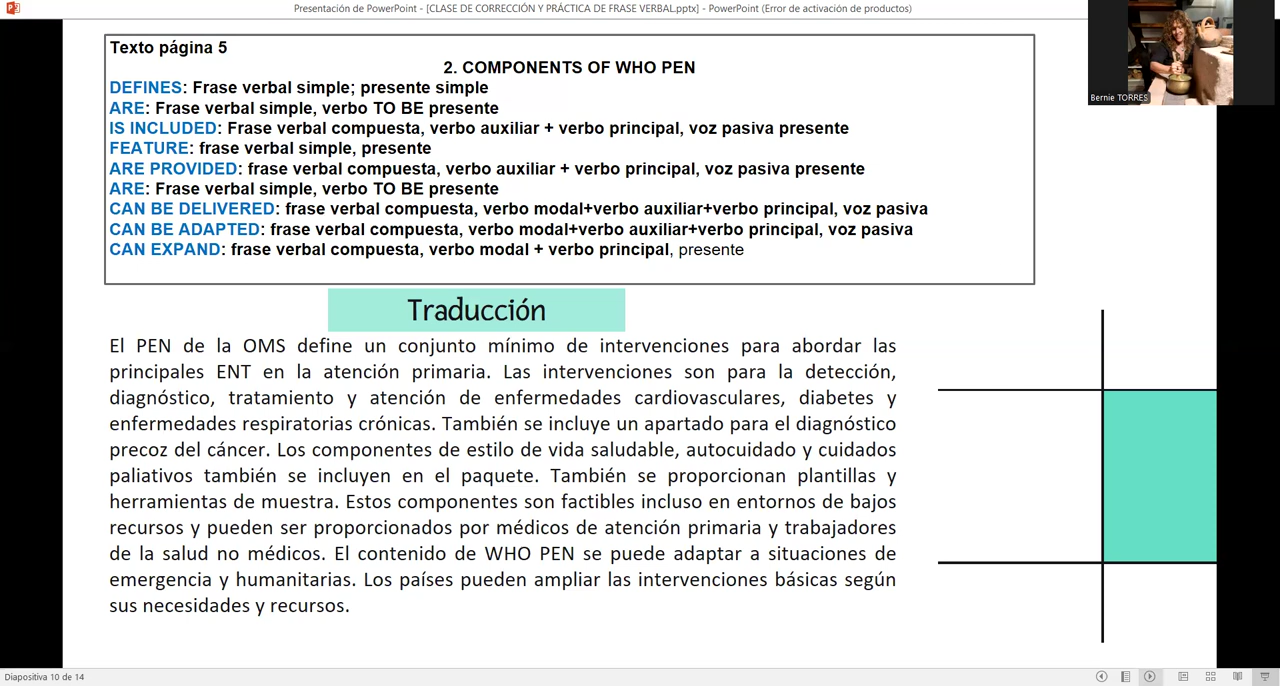 Presentación de PowerPoint - [CLASE DE CORRECCIÓN Y PRÁCTICA DE FRASE VERBAL.pptx] - PowerPoint (Error de activación de productos)
Bernie TORRES
Texto página 5
2. COMPONENTS OF WHO PEN
DEFINES: Frase verbal simple; presente simple
ARE: Frase verbal simple, verbo TO BE presente
IS INCLUDED: Frase verbal compuesta, verbo auxiliar + verbo principal, voz pasiva presente
FEATURE: frase verbal simple, presente
ARE PROVIDED: frase verbal compuesta, verbo auxiliar + verbo principal, voz pasiva presente
ARE: Frase verbal simple, verbo TO BE presente
CAN BE DELIVERED: frase verbal compuesta, verbo modal+verbo auxiliar+verbo principal, voz pasiva
CAN BE ADAPTED: frase verbal compuesta, verbo modal+verbo auxiliar+verbo principal, voz pasiva
CAN EXPAND: frase verbal compuesta, verbo modal + verbo principal, presente
Traducción
El PEN de la OMS define un conjunto mínimo de intervenciones para abordar las
principales ENT en la atención primaria. Las intervenciones son para la detección,
diagnóstico, tratamiento y atención de enfermedades cardiovasculares, diabetes y
enfermedades respiratorias crónicas. También se incluye un apartado para el diagnóstico
precoz del cáncer. Los componentes de estilo de vida saludable, autocuidado y cuidados
paliativos también se incluyen en el paquete. También se proporcionan plantillas y
herramientas de muestra. Estos componentes son factibles incluso en entornos de bajos
recursos y pueden ser proporcionados por médicos de atención primaria y trabajadores
de la salud no médicos. El contenido de WHO PEN se puede adaptar a situaciones de
emergencia y humanitarias. Los países pueden ampliar las intervenciones básicas según
sus necesidades y recursos.
Diapositiva 10 de 14